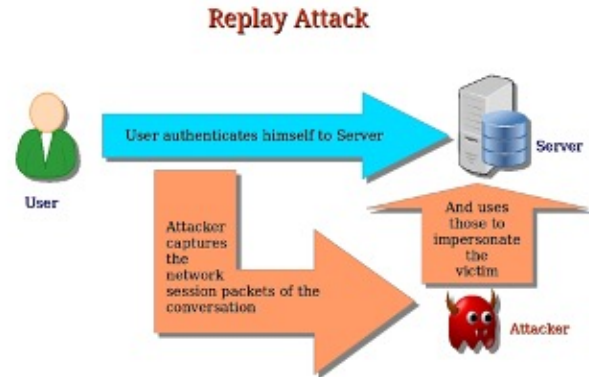 Replay Attack
User authenticates himself to Server
Server
User
Attacker
captures
the
network
session packets of the
conversation
And uses
those to
impersonate
the
victim
Attacker